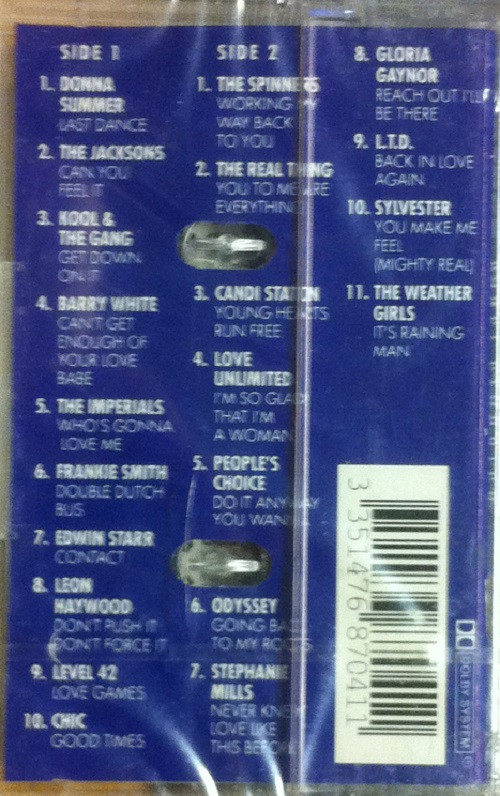 SIDE 1
1. DONNA
SUMMER
LAST DANCE
2. THE JACKSONS
CAN YOU
FEEL IT
3. KOOL &
THE GANG
GET DOWN
ON IT
4. BARRY WHITE
CAN'T GET
ENOUGH OF
YOUR LOVE
BABE
5. THE IMPERIALS
WHO'S GONNA
LOVE ME
6. FRANKIE SMITH
DOUBLE DUTCH
BUS
7. EDWIN STARR
CONTACT
8. LEON
HAYWOOD
DON'T PUSH IT
DON'T FORCE IT
9. LEVEL 42
LOVE GAMES
10. CHIC
GOOD TIMES
SIDE 2
1. THE SPINNERS
WORKING MY
WAY BACK
TO YOU
2. THE REAL THING
YOU TO ME ARE
EVERYTHING
3. CANDI STATON
YOUNG HEARTS
RUN FREE
4. LOVE
UNLIMITED
I'M SO GLAD
THAT I'M
A WOMAN
5. PEOPLE'S
CHOICE
DO IT ANY WAY
YOU WANNA
6. ODYSSEY
GOING BACK
TO MY ROOTS
7. STEPHANIE
MILLS
NEVER KNEW
LOVE LIKE
THIS BEFORE
8. GLORIA
GAYNOR
REACH OUT I'LL
BE THERE
9. L.T.D.
BACK IN LOVE
AGAIN
10. SYLVESTER
YOU MAKE ME
FEEL
(MIGHTY REAL)
11. THE WEATHER
GIRLS
IT'S RAINING
MAN
3 351476 870411
DOLBY SYSTEM